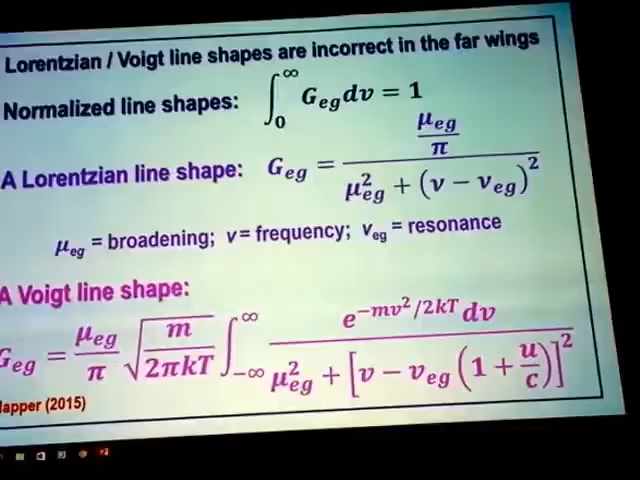 Lorentzian / Voigt line shapes are incorrect in the far wings
Normalized line shapes: ∫₀^∞ G_eg dν = 1
A Lorentzian line shape: G_eg = (μ_eg/π) / (μ_eg² + (ν − ν_eg)²)
μ_eg = broadening; ν = frequency; ν_eg = resonance
A Voigt line shape:
G_eg = (μ_eg/π) √(m/2πkT) ∫_−∞^∞ e^(−mv²/2kT) dv / (μ_eg² + [ν − ν_eg (1 + u/c)]²)
Happer (2015)